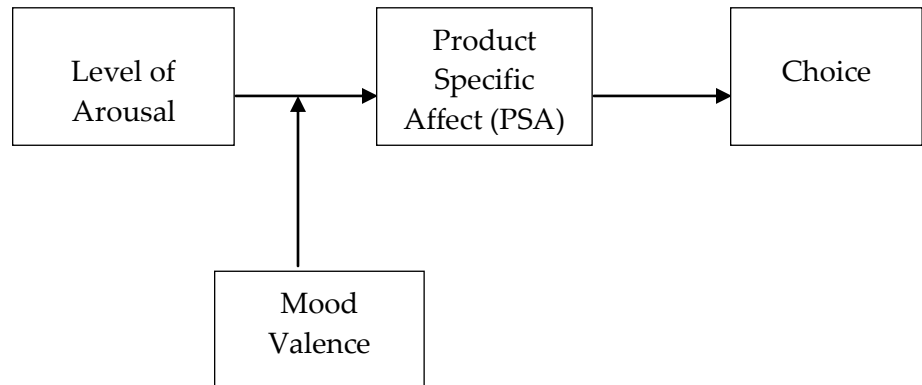 Level of
Arousal
Product
Specific
Affect (PSA)
Choice
Mood
Valence